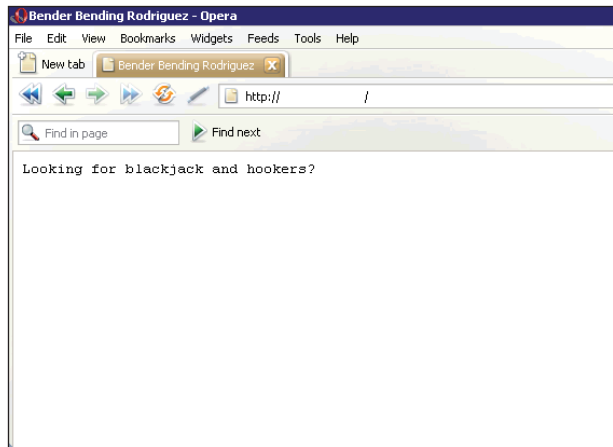 Bender Bending Rodriguez - Opera
File Edit View Bookmarks Widgets Feeds Tools Help
New tab Bender Bending Rodriguez
http:// /
Find in page Find next
Looking for blackjack and hookers?